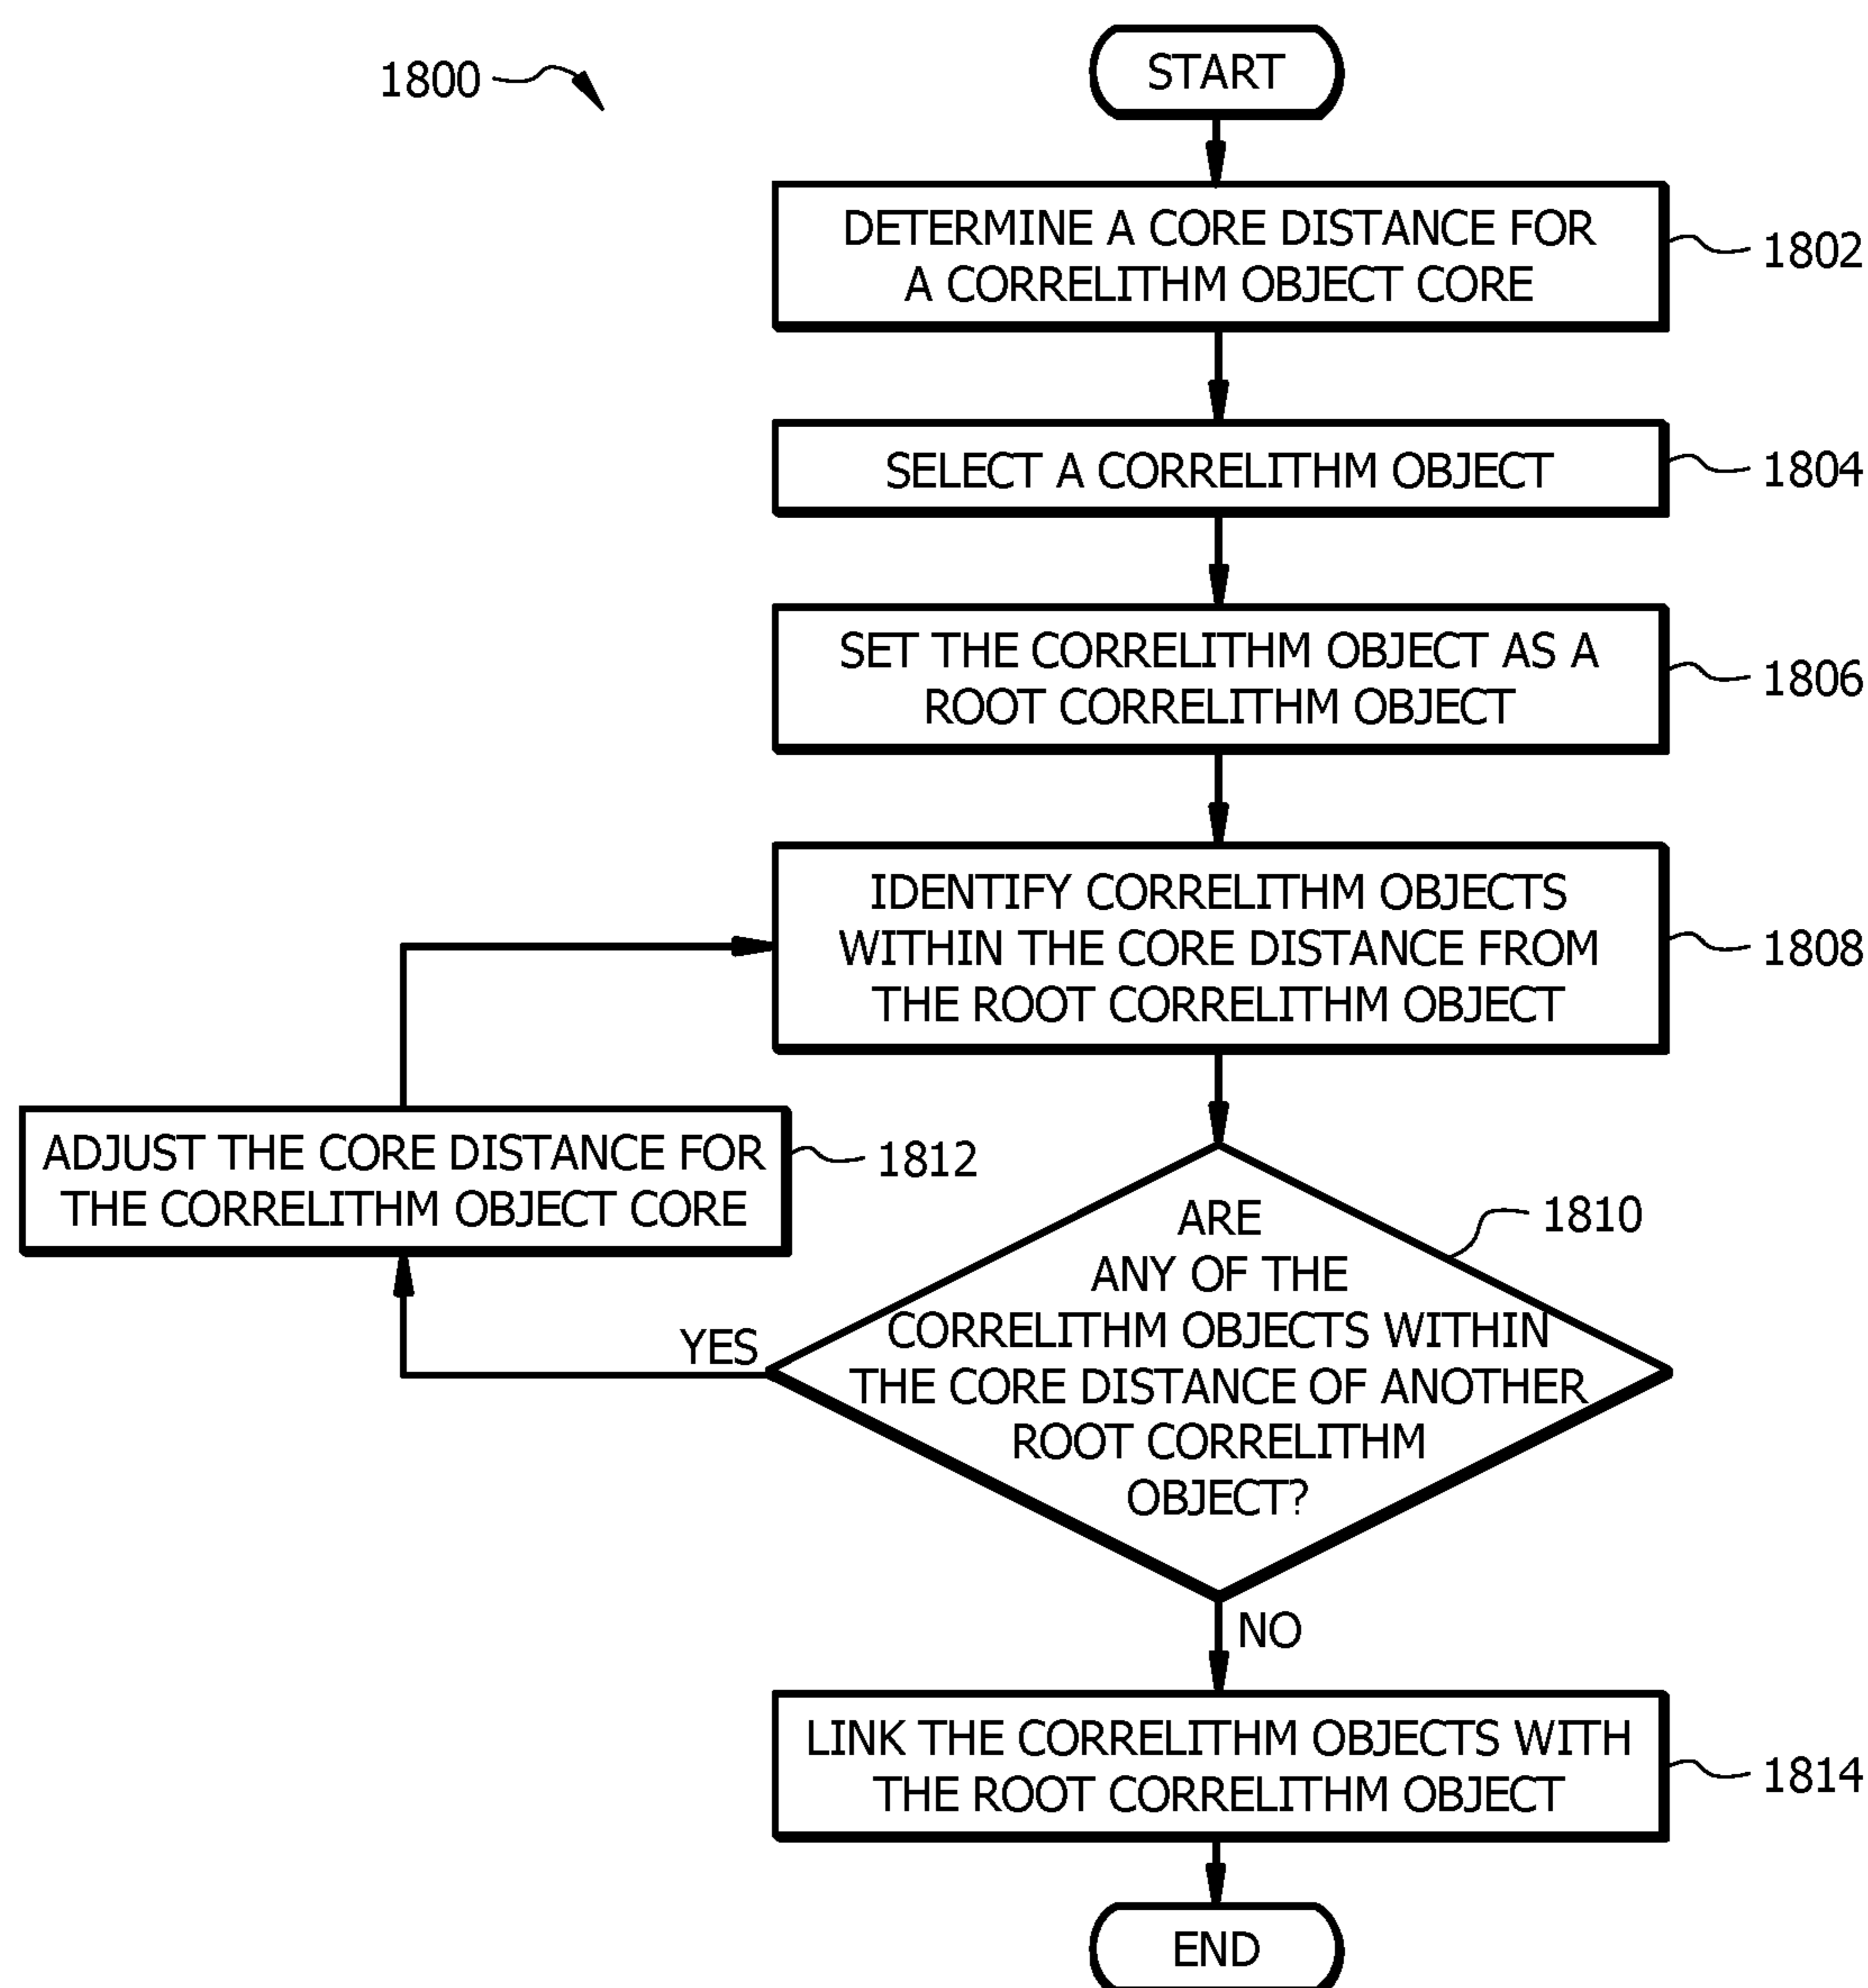 1800
START
DETERMINE A CORE DISTANCE FOR
A CORRELITHM OBJECT CORE
1802
SELECT A CORRELITHM OBJECT
1804
SET THE CORRELITHM OBJECT AS A
ROOT CORRELITHM OBJECT
1806
IDENTIFY CORRELITHM OBJECTS
WITHIN THE CORE DISTANCE FROM
THE ROOT CORRELITHM OBJECT
1808
ADJUST THE CORE DISTANCE FOR
THE CORRELITHM OBJECT CORE
1812
ARE
ANY OF THE
CORRELITHM OBJECTS WITHIN
THE CORE DISTANCE OF ANOTHER
ROOT CORRELITHM
OBJECT?
1810
YES
NO
LINK THE CORRELITHM OBJECTS WITH
THE ROOT CORRELITHM OBJECT
1814
END